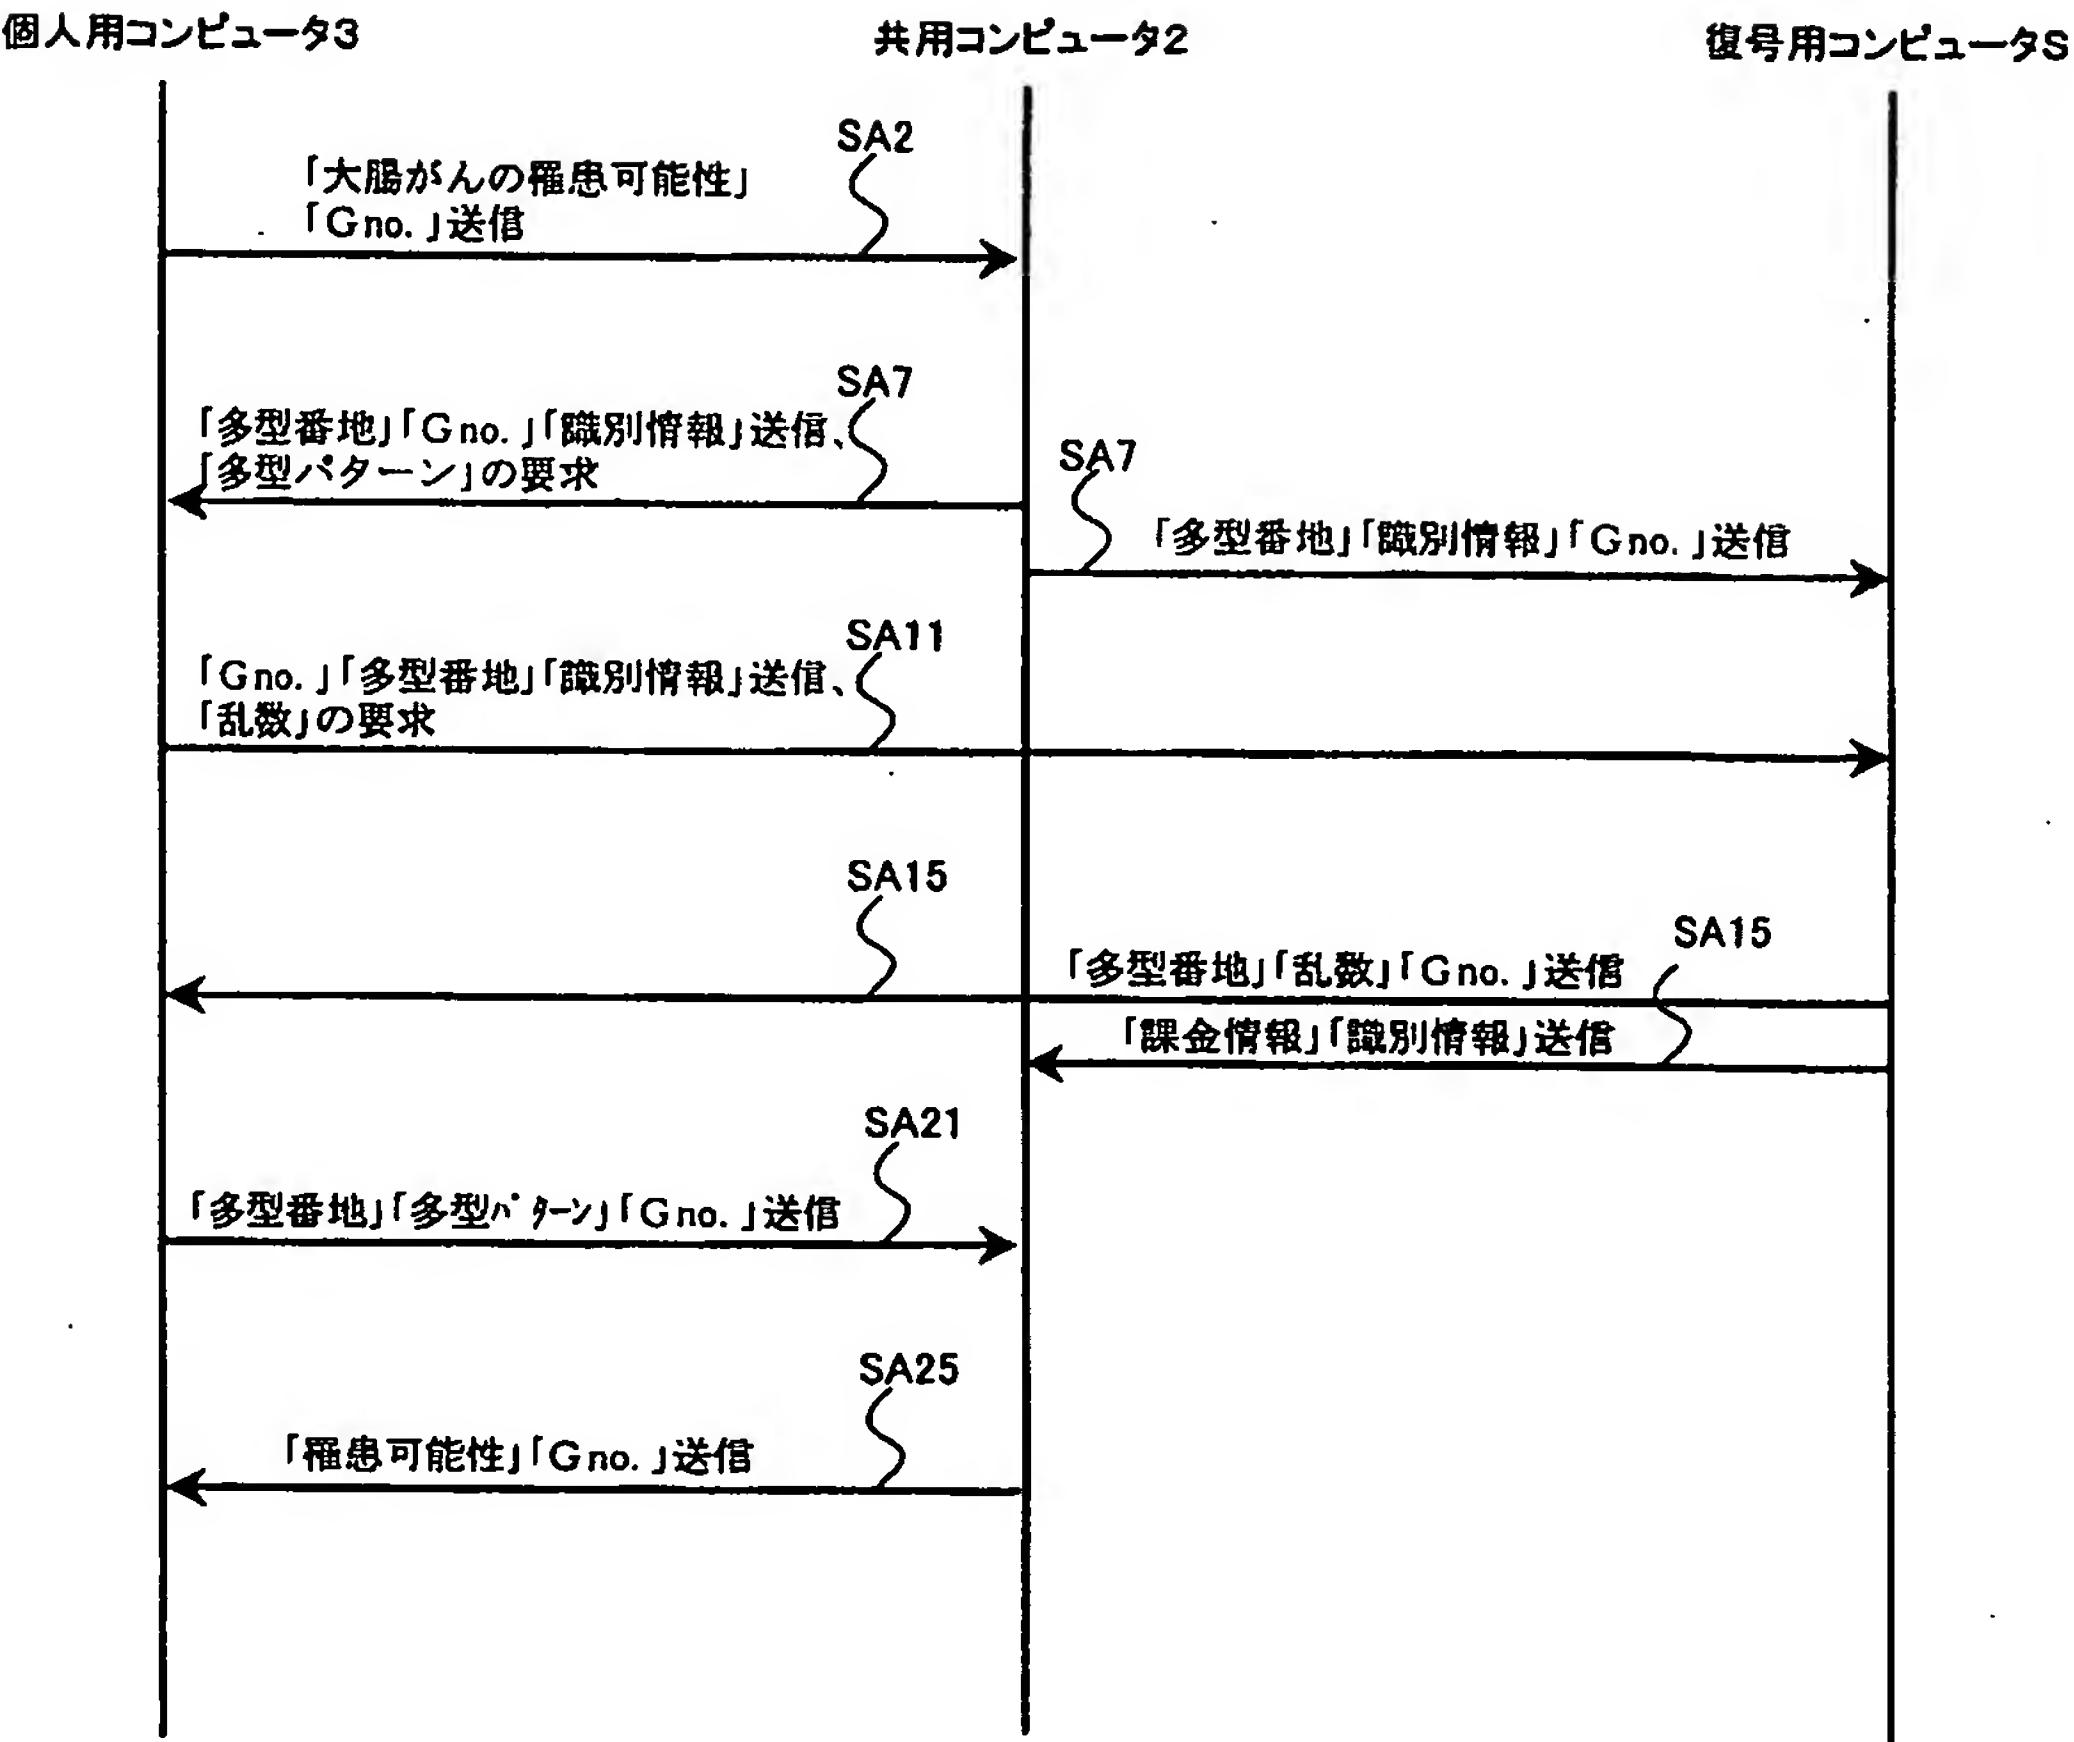 個人用コンピュータ3
共用コンピュータ2
復号用コンピュータS
SA2
「大腸がんの罹患可能性」
「Gno.」送信
SA7
「多型番地」「Gno.」「識別情報」送信、
「多型パターン」の要求
SA7
「多型番地」「識別情報」「Gno.」送信
SA11
「Gno.」「多型番地」「識別情報」送信、
「乱数」の要求
SA15
SA15
「多型番地」「乱数」「Gno.」送信
「課金情報」「識別情報」送信
SA21
「多型番地」「多型ﾊﾟﾀｰﾝ」「Gno.」送信
SA25
「罹患可能性」「Gno.」送信